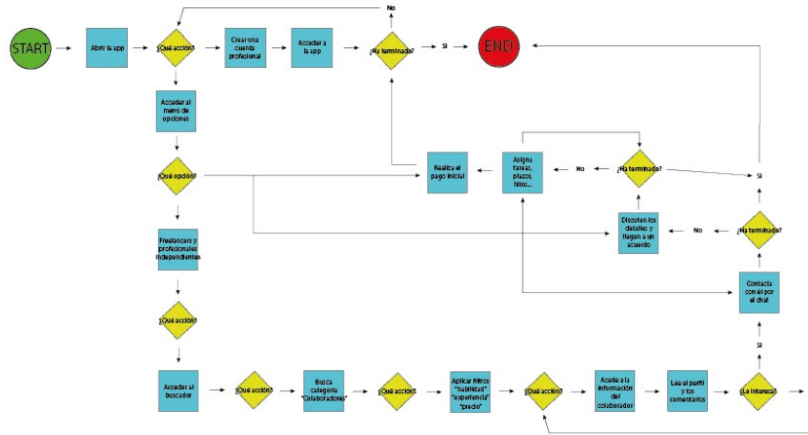 No
START
Abrir la app
¿Qué acción?
Crear una
cuenta
profesional
Acceder a
la app
¿Ha terminado?
SI
END
Acceder al
menú de
opciones
¿Qué opción?
Realiza el
pago inicial
Asigna
tareas,
plazos,
hitos...
No
¿Ha terminado?
SI
Freelancers y
profesionales
independientes
Discuten los
detalles y
llegan a un
acuerdo
No
¿Ha terminado?
Contacta
con él por
el chat
¿Qué acción?
SI
Acceder al
buscador
¿Qué acción?
Busca
categoría
"Colaboradores"
¿Qué acción?
Aplicar filtros
"habilidad"
"experiencia"
"precio"
¿Qué acción?
Acede a la
información
del
colaborador
Lee el perfil
y los
comentarios
¿Le interesa?